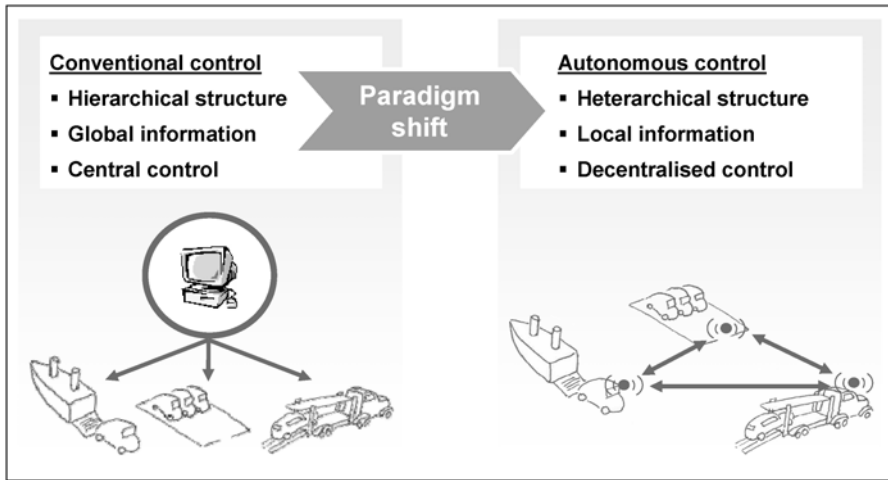 Conventional control
▪ Hierarchical structure
▪ Global information
▪ Central control
Paradigm
shift
Autonomous control
▪ Heterarchical structure
▪ Local information
▪ Decentralised control